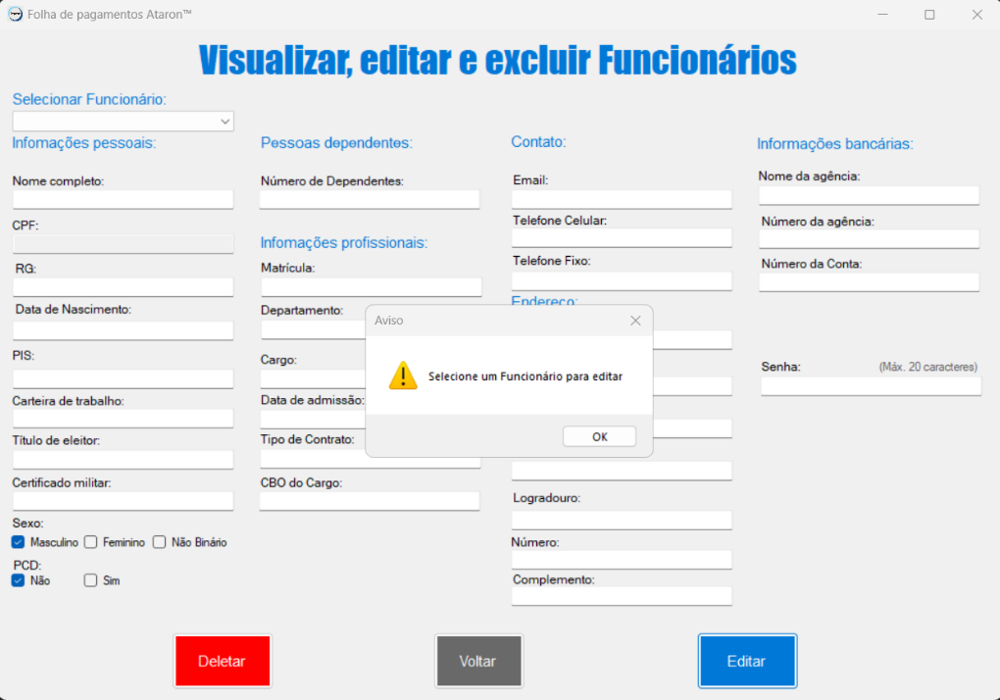 Folha de pagamentos Ataron™
Visualizar, editar e excluir Funcionários
Selecionar Funcionário:
Infomações pessoais:
Nome completo:
CPF:
RG:
Data de Nascimento:
PIS:
Carteira de trabalho:
Título de eleitor:
Certificado militar:
Sexo:
Masculino Feminino Não Binário
PCD:
Não Sim
Pessoas dependentes:
Número de Dependentes:
Infomações profissionais:
Matrícula:
Departamento:
Cargo:
Data de admissão:
Tipo de Contrato:
CBO do Cargo:
Contato:
Email:
Telefone Celular:
Telefone Fixo:
Endereço:
Logradouro:
Número:
Complemento:
Informações bancárias:
Nome da agência:
Número da agência:
Número da Conta:
Senha: (Máx. 20 caracteres)
Aviso
Selecione um Funcionário para editar
OK
Deletar Voltar Editar